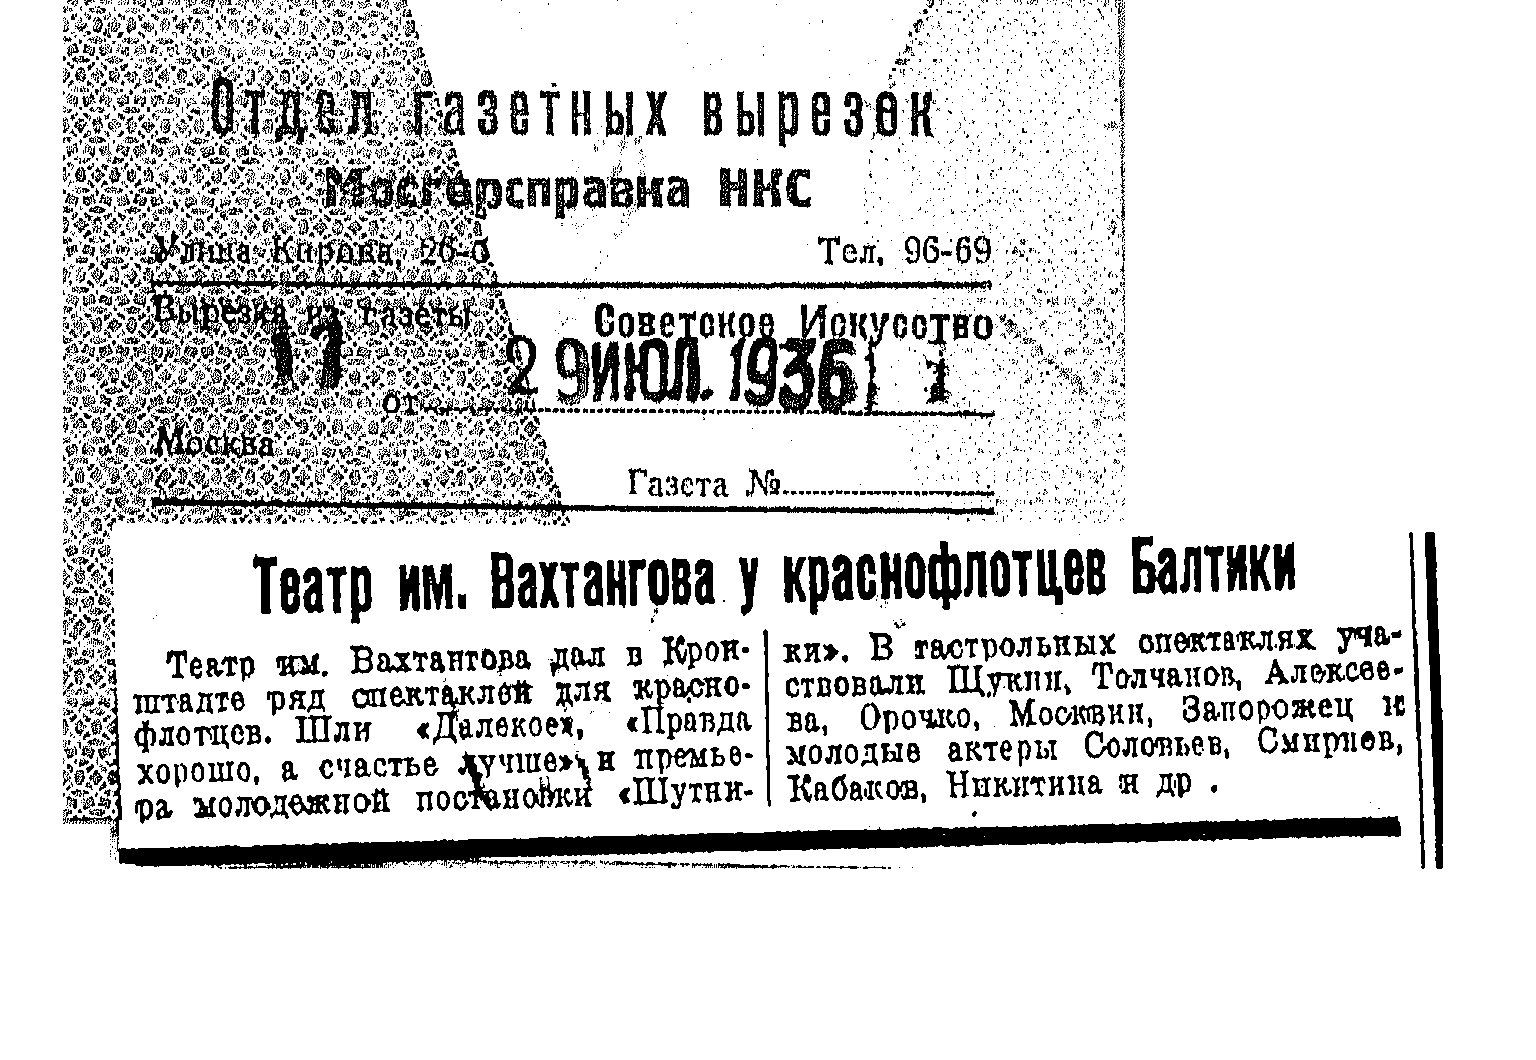 Отдел газетных вырезок
Мосгорсправка НКС
Улица Кирова, 26-б
Тел. 96-69
Вырезка из газеты
Советское Искусство
17
29 ИЮЛ. 1936
1
от
Москва
Газета №
Театр им. Вахтангова у краснофлотцев Балтики
Театр им. Вахтангова дал в Крон-
штадте ряд спектаклей для красно-
флотцев. Шли «Далекое», «Правда
хорошо, а счастье лучше» и премье-
ра молодежной постановки «Шутни-
ки». В гастрольных спектаклях уча-
ствовали Щукин, Толчанов, Алексее-
ва, Орочко, Москвин, Запорожец и
молодые актеры Соловьев, Смирнов,
Кабаков, Никитина и др .